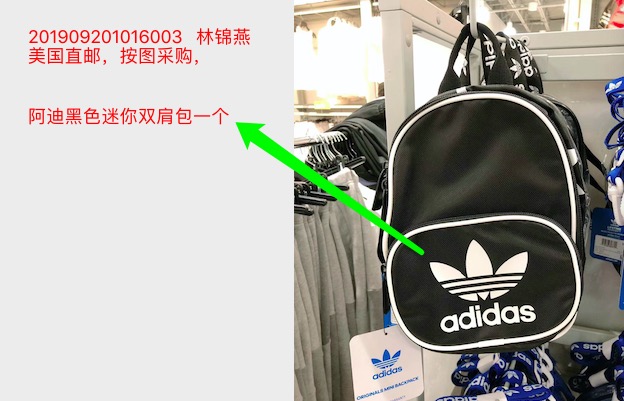 201909201016003 林锦燕
美国直邮，按图采购，
阿迪黑色迷你双肩包一个
adidas
adidas
ORIGINALS MINI BACKPACK